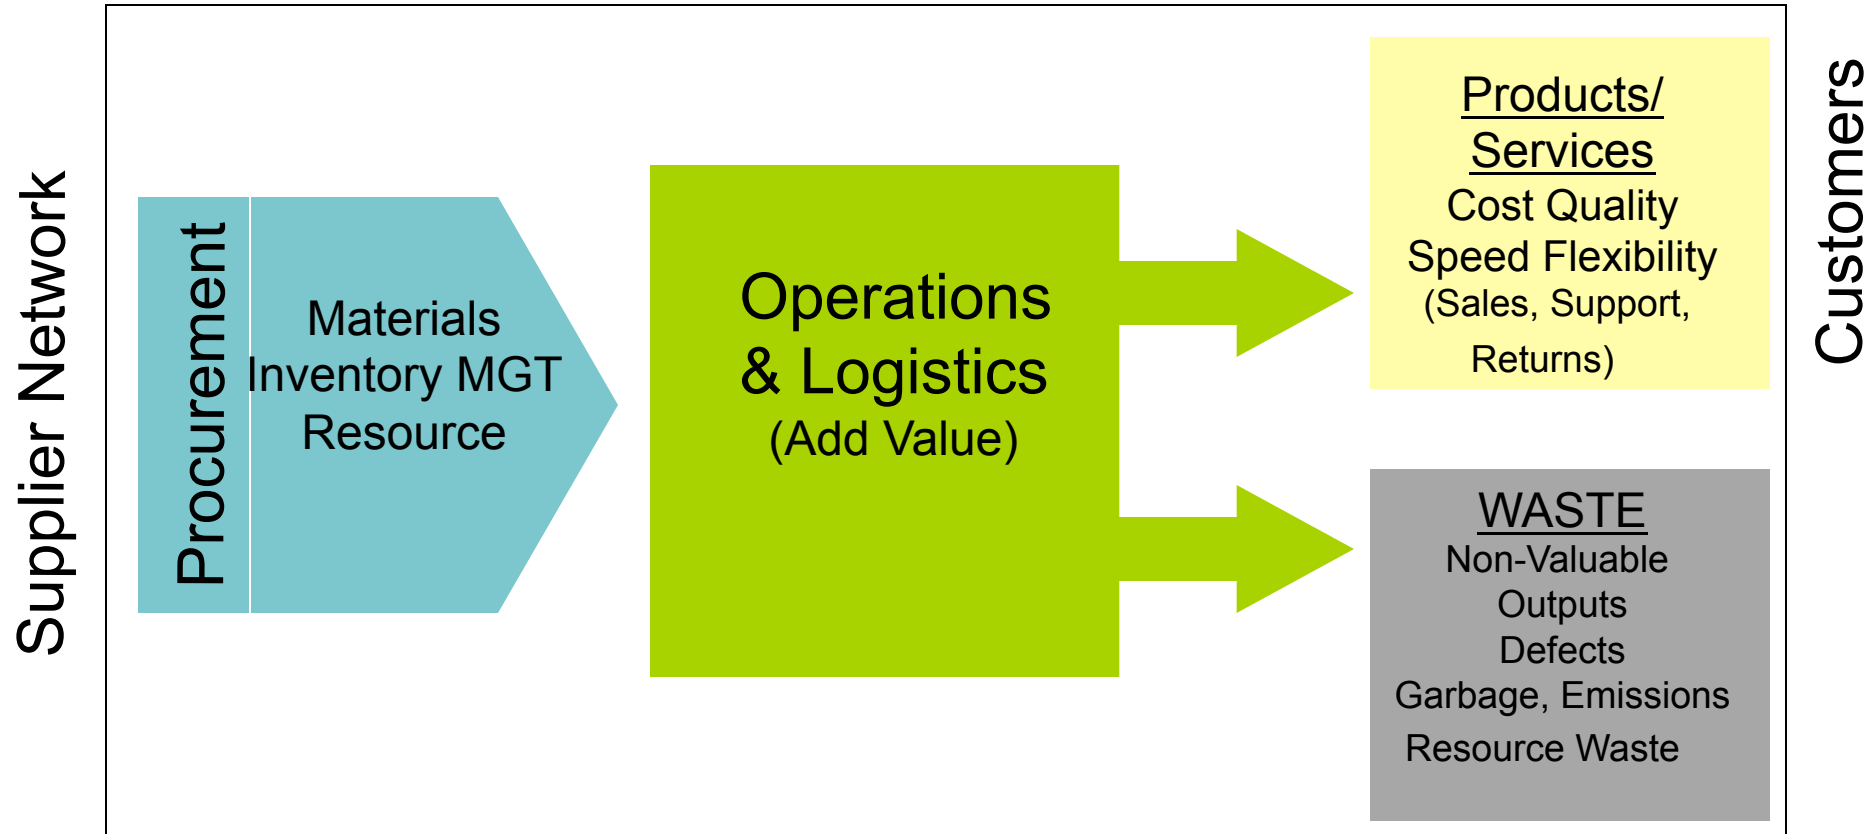 Supplier Network
Procurement
Materials
Inventory MGT
Resource
Operations
& Logistics
(Add Value)
Products/
Services
Cost Quality
Speed Flexibility
(Sales, Support,
Returns)
WASTE
Non-Valuable
Outputs
Defects
Garbage, Emissions
Resource Waste
Customers